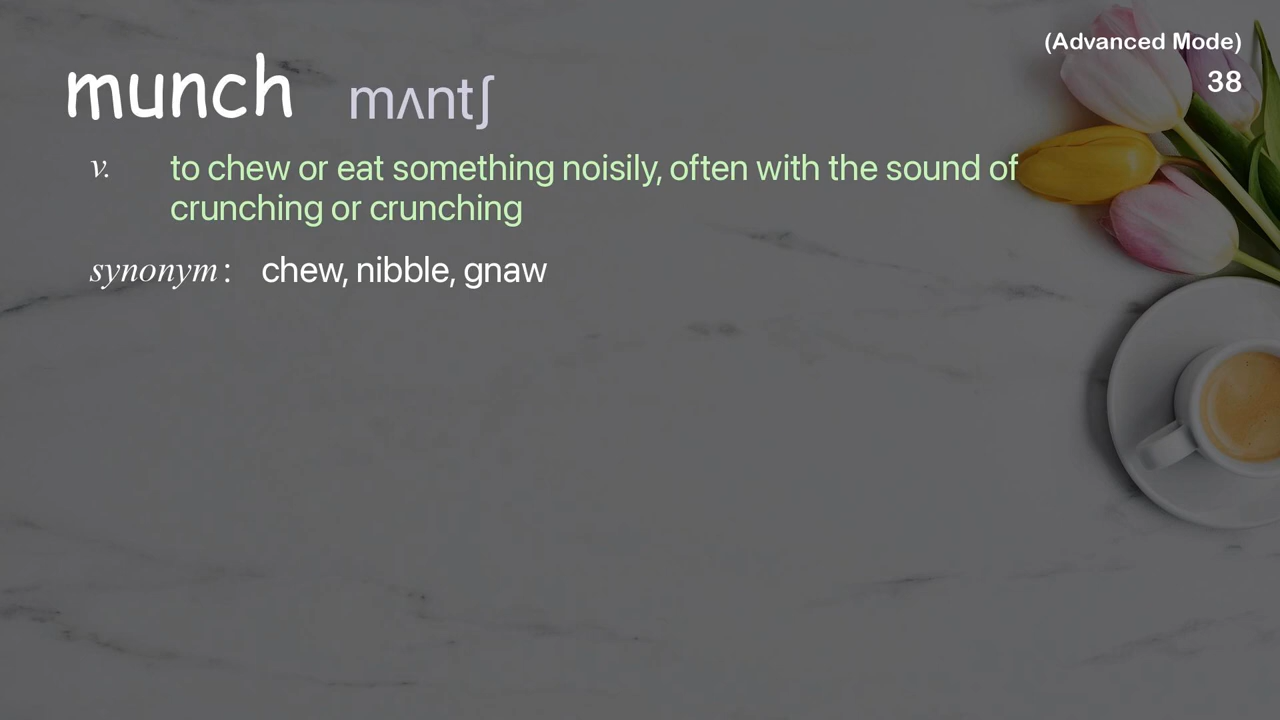 (Advanced Mode)
38
munch mʌntʃ
v. to chew or eat something noisily, often with the sound of
crunching or crunching
synonym : chew, nibble, gnaw